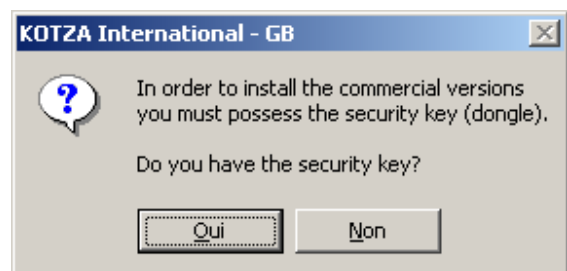 KOTZA International - GB
In order to install the commercial versions
you must possess the security key (dongle).
Do you have the security key?
Oui
Non